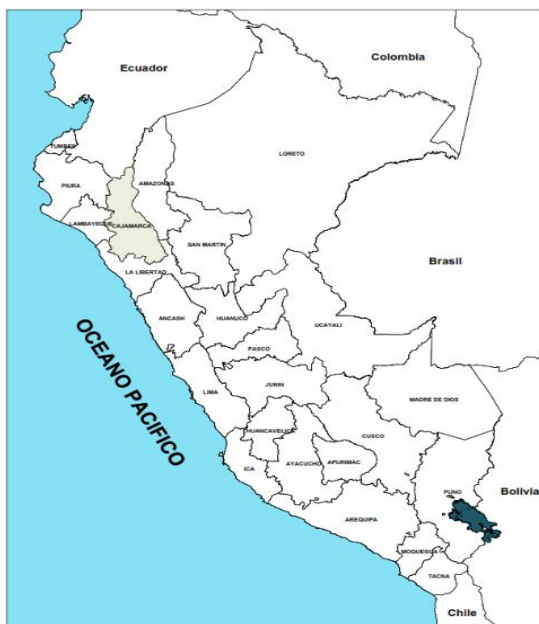 Ecuador
Colombia
TUMBES
LORETO
PIURA
AMAZONAS
LAMBAYEQUE
CAJAMARCA
SAN MARTIN
Brasil
LA LIBERTAD
ANCASH
HUANUCO
UCAYALI
PASCO
OCEANO PACIFICO
LIMA
JUNIN
MADRE DE DIOS
HUANCAVELICA
CUSCO
ICA
AYACUCHO
APURIMAC
PUNO
Bolivia
AREQUIPA
MOQUEGUA
TACNA
Chile